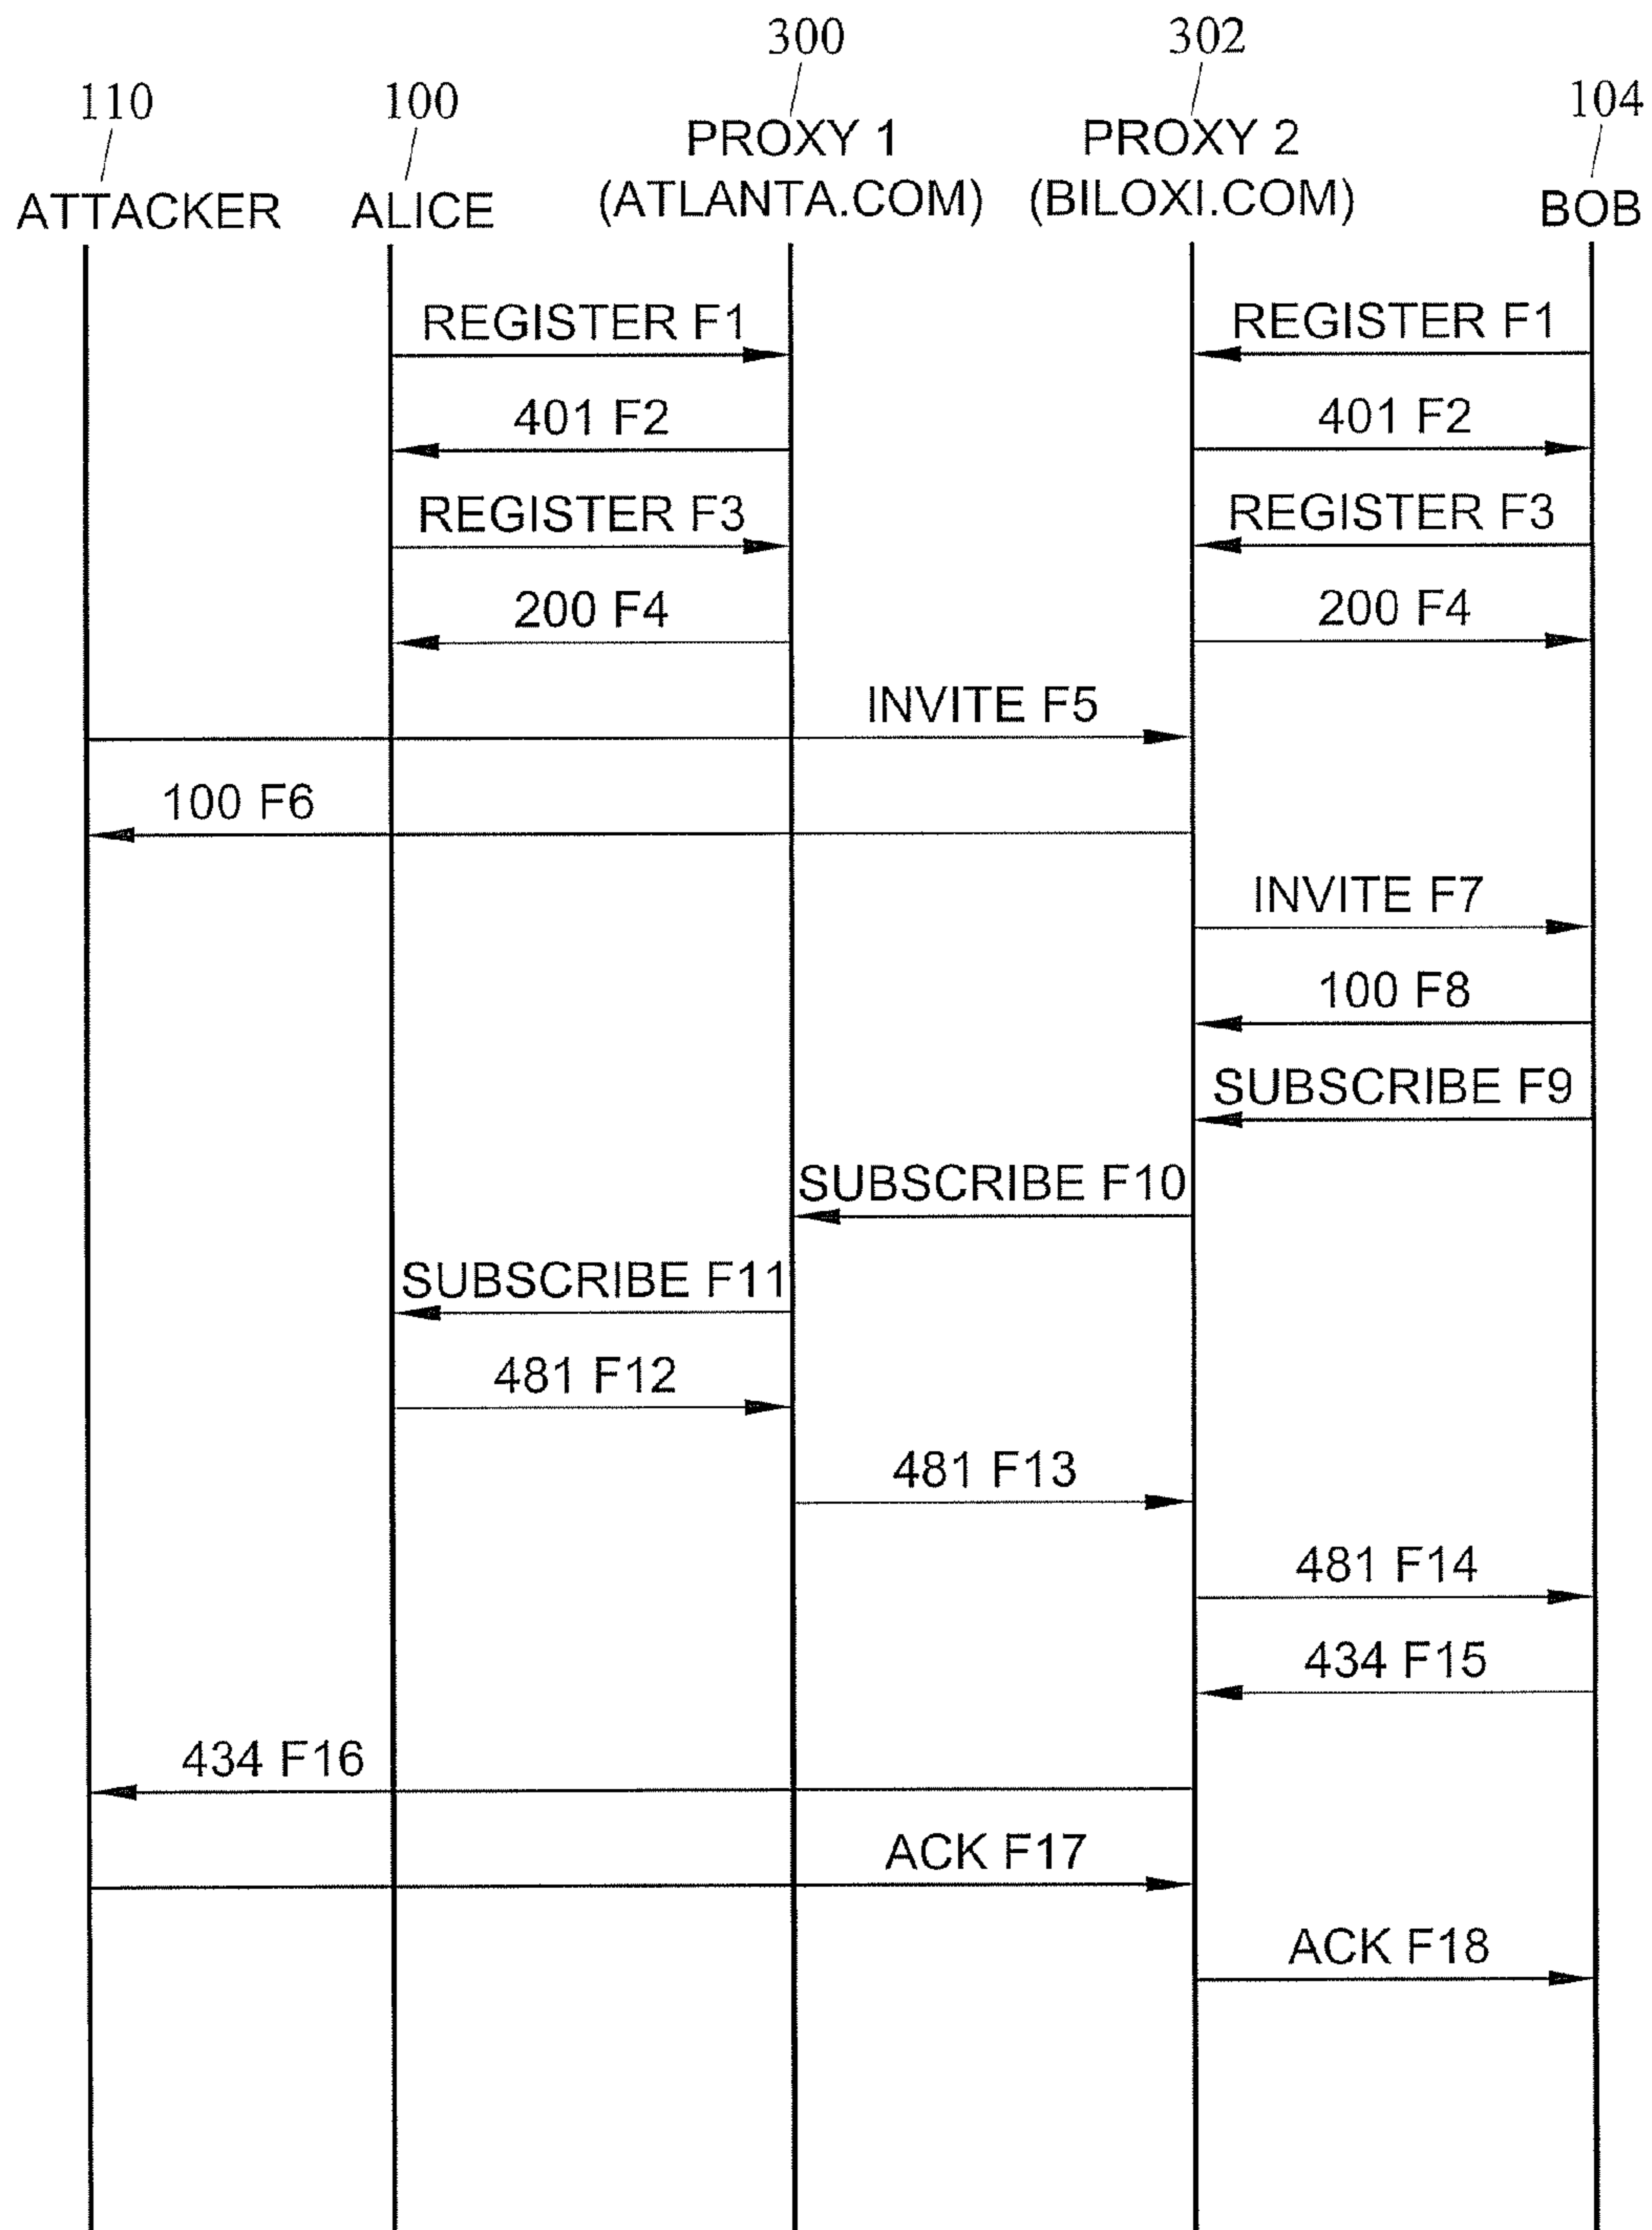 300 302
110 100 104
PROXY 1 PROXY 2
ATTACKER ALICE (ATLANTA.COM) (BILOXI.COM) BOB
REGISTER F1 REGISTER F1
401 F2 401 F2
REGISTER F3 REGISTER F3
200 F4 200 F4
INVITE F5
100 F6
INVITE F7
100 F8
SUBSCRIBE F9
SUBSCRIBE F10
SUBSCRIBE F11
481 F12
481 F13
481 F14
434 F15
434 F16
ACK F17
ACK F18